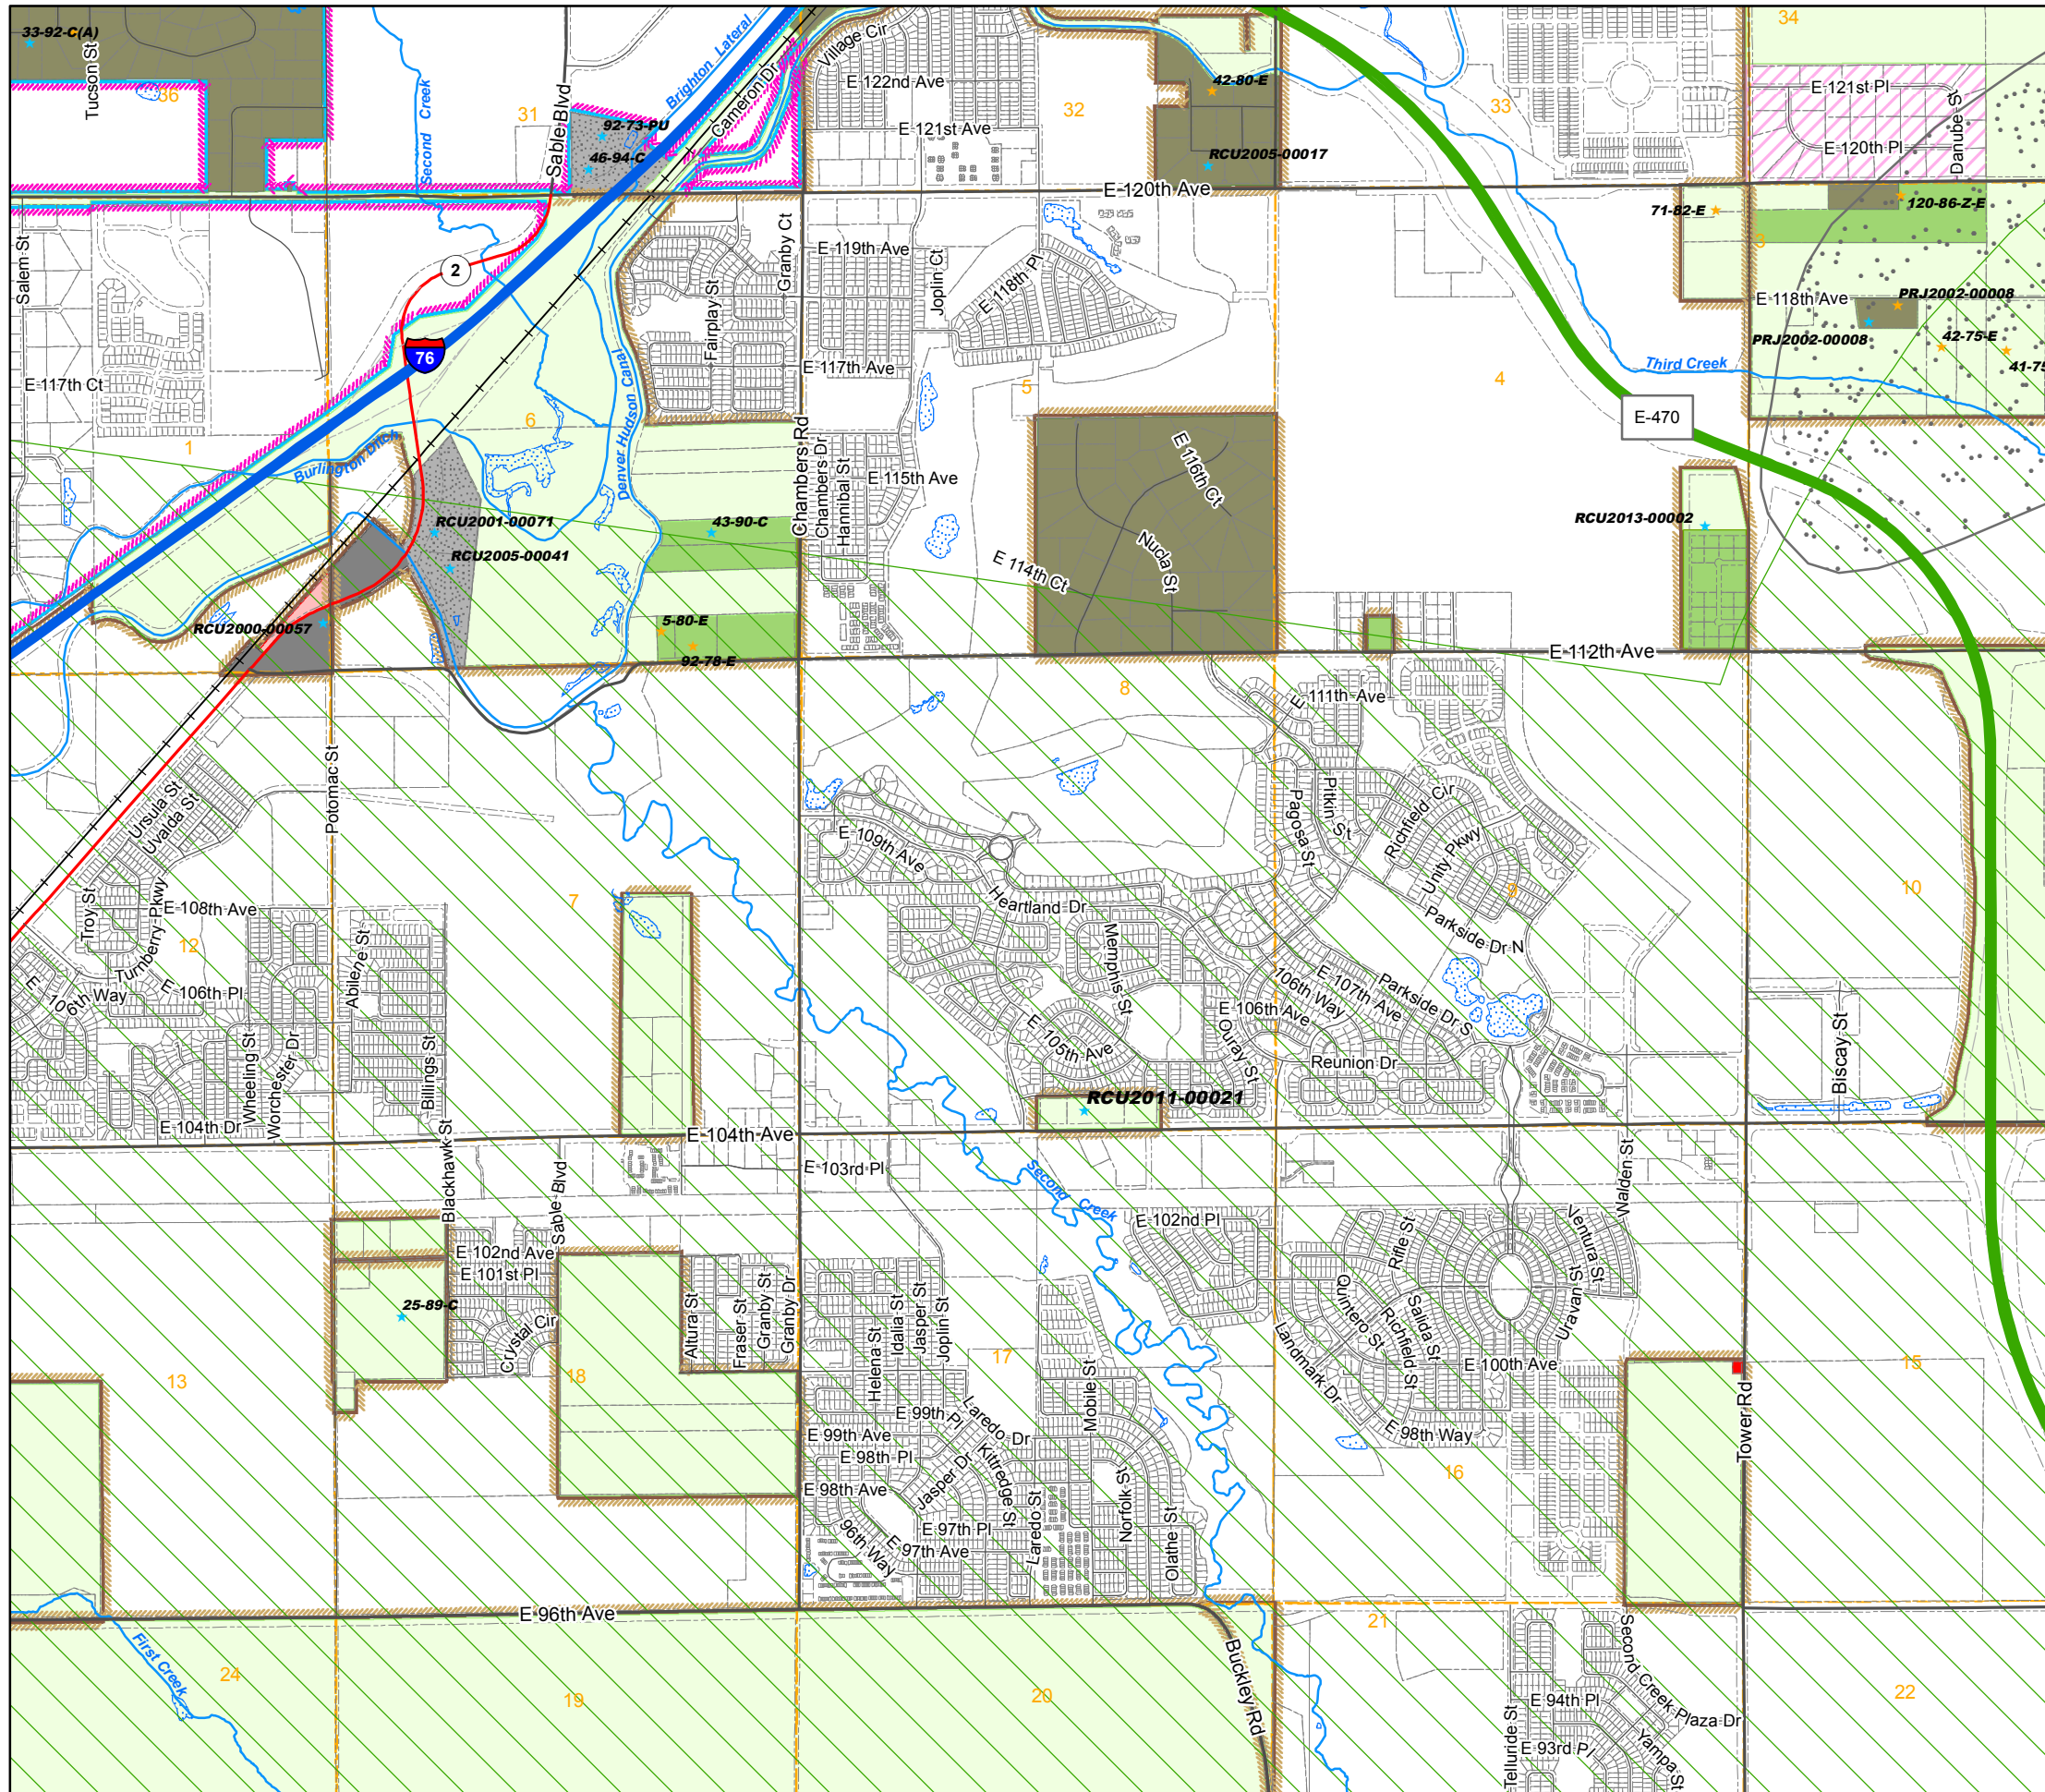 33-92-C(A)
Tucson St
36
Second Creek
31
Sable Blvd
92-73-PU
46-94-C
Brighton Lateral
Cameron Dr
Village Cir
E 122nd Ave
E 121st Ave
32
42-80-E
RCU2005-00017
E 120th Ave
33
34
E 121st Pl
E 120th Pl
Danube St
71-82-E
120-86-Z-E
3
E 118th Ave
PRJ2002-00008
PRJ2002-00008
42-75-E
41-75
Third Creek
Salem St
2
76
E 117th Ct
1
6
Burlington Ditch
Denver Hudson Canal
Fairplay St
Granby Ct
E 119th Ave
Joplin Ct
E 118th Pl
E 117th Ave
5
4
E-470
Chambers Rd
Chambers Dr
Hannibal St
E 115th Ave
E 116th Ct
Nucla St
E 114th Ct
RCU2001-00071
RCU2005-00041
43-90-C
RCU2013-00002
RCU2000-00057
5-80-E
92-78-E
E 112th Ave
8
E 111th Ave
Potomac St
Ursula St
Uvalda St
Troy St
Turnberry Pkwy
E 108th Ave
12
E 106th Way
E 106th Pl
Abilene St
Wheeling St
Worchester Dr
Billings St
E 104th Dr
7
E 109th Ave
Heartland Dr
Memphis St
E 105th Ave
Pagosa St
Pitkin St
Richfield Cir
Unity Pkwy
9
10
Parkside Dr N
Parkside Dr S
E 107th Ave
106th Way
E 106th Ave
Ouray St
Reunion Dr
Biscay St
RCU2011-00021
E 104th Ave
Blackhawk St
Sable Blvd
E 103rd Pl
Second Creek
E 102nd Pl
Walden St
E 102nd Ave
E 101st Pl
25-89-C
Crystal Cir
13
18
Altura St
Fraser St
Granby St
Granby Dr
Helena St
Idalia St
Jasper St
Joplin St
17
Mobile St
Rifle St
Quintero St
Richfield St
Salida St
Landmark Dr
Ventura St
Uravan St
E 100th Ave
E 98th Way
15
16
Tower Rd
E 99th Pl
Laredo Dr
E 99th Ave
E 98th Pl
Jasper Dr
Kittredge St
E 98th Ave
96th Way
E 97th Pl
E 97th Ave
Laredo St
Norfolk St
Olathe St
E 96th Ave
First Creek
24
19
20
21
22
Buckley Rd
Telluride St
Second Creek Plaza Dr
E 94th Pl
E 93rd Pl
Yampa St